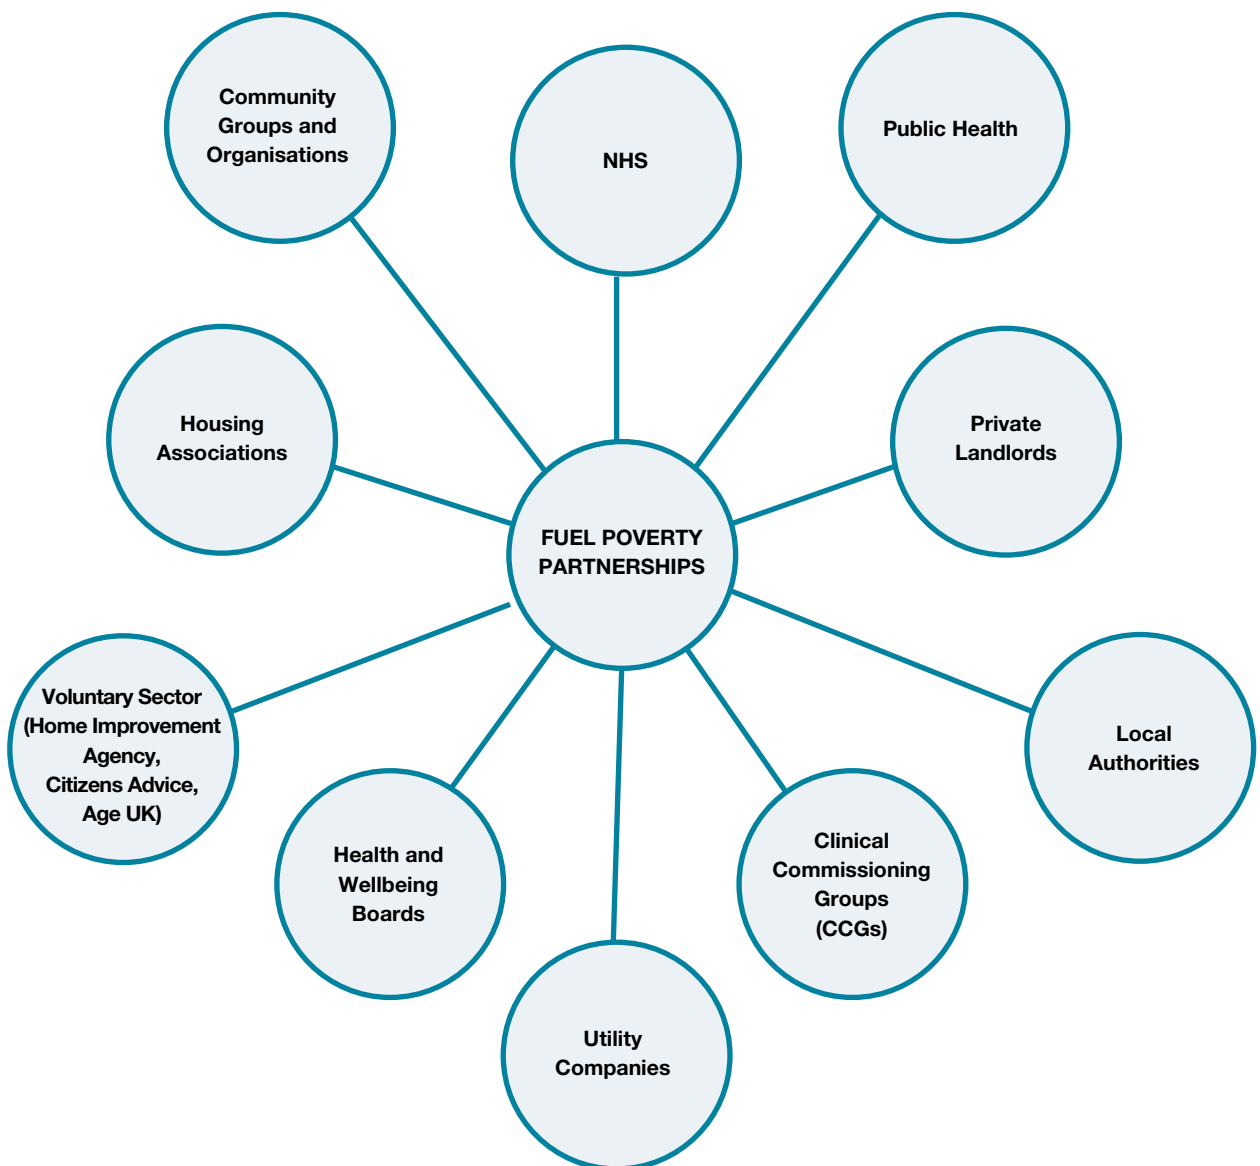 Community
Groups and
Organisations
NHS
Public Health
Housing
Associations
Private
Landlords
FUEL POVERTY
PARTNERSHIPS
Voluntary Sector
(Home Improvement
Agency,
Citizens Advice,
Age UK)
Local
Authorities
Health and
Wellbeing
Boards
Clinical
Commissioning
Groups
(CCGs)
Utility
Companies